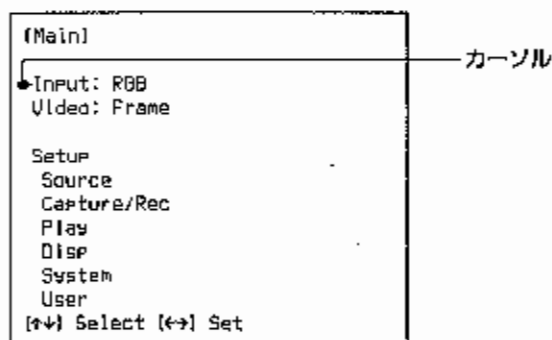 [Main]
カーソル
Input: RGB
Video: Frame
Setup
Source
Capture/Rec
Play
Disp
System
User
[↑↓] Select [←→] Set